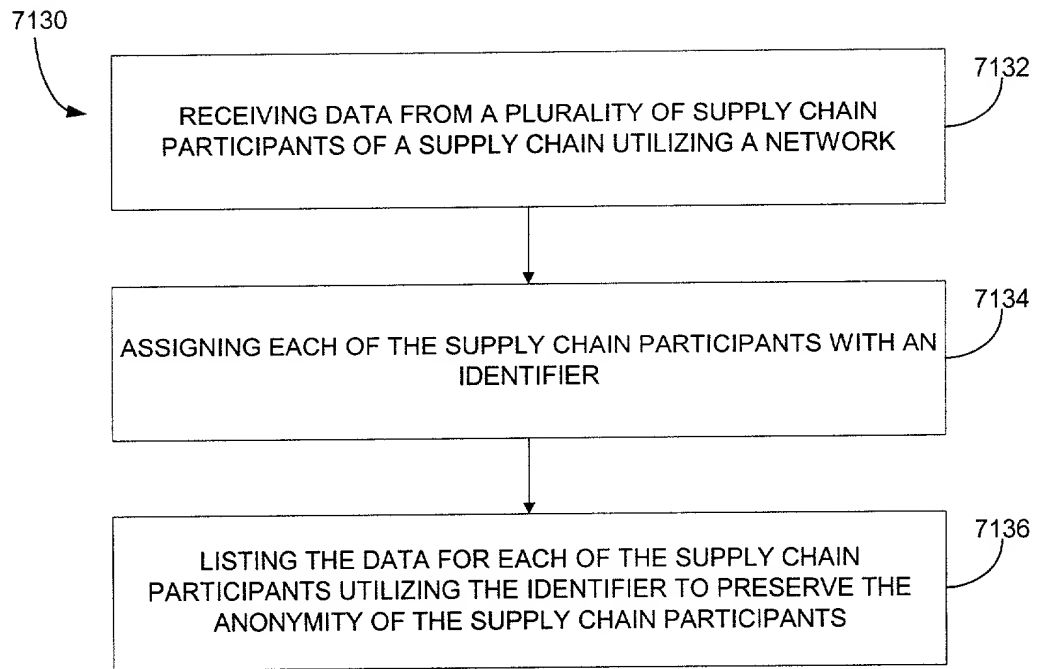 7130
7132
RECEIVING DATA FROM A PLURALITY OF SUPPLY CHAIN
PARTICIPANTS OF A SUPPLY CHAIN UTILIZING A NETWORK
7134
ASSIGNING EACH OF THE SUPPLY CHAIN PARTICIPANTS WITH AN
IDENTIFIER
7136
LISTING THE DATA FOR EACH OF THE SUPPLY CHAIN
PARTICIPANTS UTILIZING THE IDENTIFIER TO PRESERVE THE
ANONYMITY OF THE SUPPLY CHAIN PARTICIPANTS